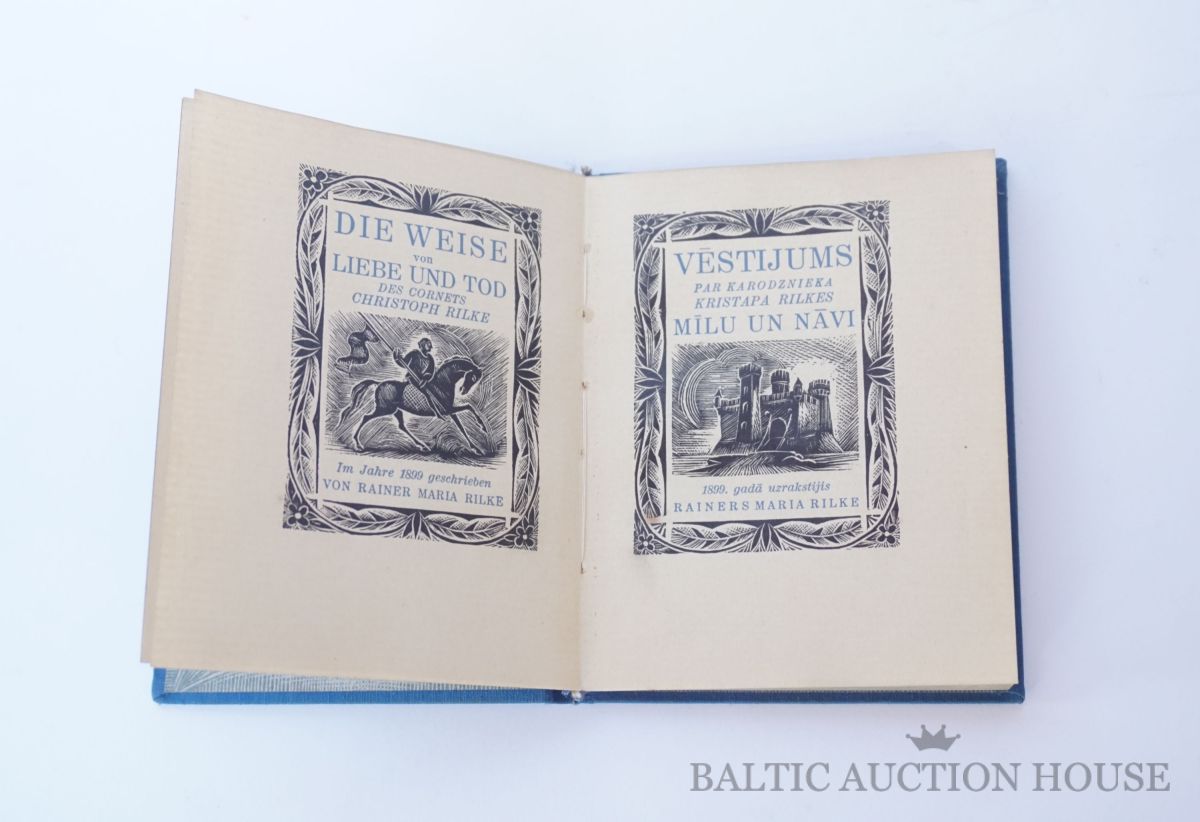 DIE WEISE
von
LIEBE UND TOD
DES CORNETS
CHRISTOPH RILKE
Im Jahre 1899 geschrieben
VON RAINER MARIA RILKE
VĒSTIJUMS
PAR KARODZNIEKA
KRISTAPA RILKES
MĪLU UN NĀVI
1899. gadā uzrakstījis
RAINERS MARIA RILKE
BALTIC AUCTION HOUSE